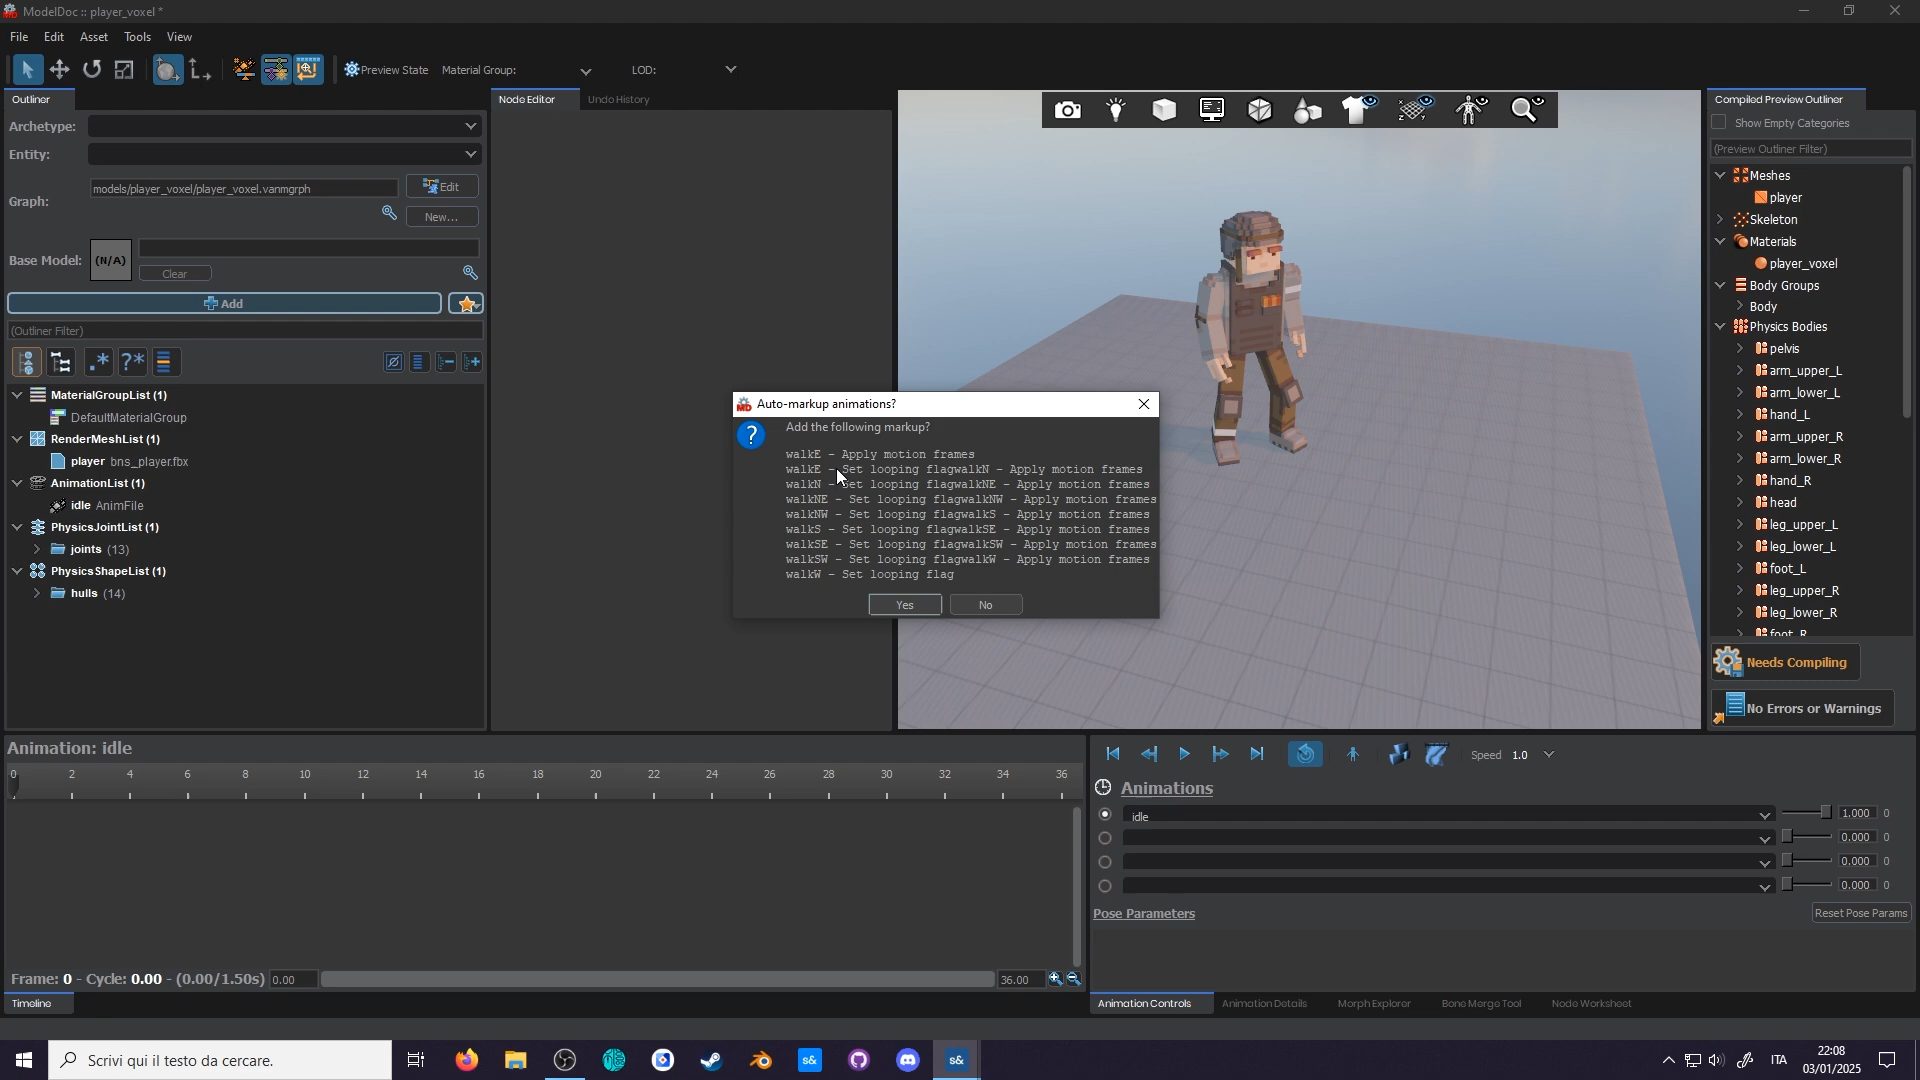 ModelDoc :: player_voxel *
File Edit Asset Tools View
Preview State Material Group: LOD:
Outliner
Archetype:
Entity:
Graph:
models/player_voxel/player_voxel.vanmgrph
Edit
New...
Base Model:
(N/A)
Clear
Add
(Outliner Filter)
.* ?*
MaterialGroupList (1)
DefaultMaterialGroup
RenderMeshList (1)
player bns_player.fbx
AnimationList (1)
idle AnimFile
PhysicsJointList (1)
joints (13)
PhysicsShapeList (1)
hulls (14)
Node Editor Undo History
Auto-markup animations?
Add the following markup?
walkE - Apply motion frames
walkE - Set looping flagwalkN - Apply motion frames
walkN - Set looping flagwalkNE - Apply motion frames
walkNE - Set looping flagwalkNW - Apply motion frames
walkNW - Set looping flagwalkS - Apply motion frames
walkS - Set looping flagwalkSE - Apply motion frames
walkSE - Set looping flagwalkSW - Apply motion frames
walkSW - Set looping flagwalkW - Apply motion frames
walkW - Set looping flag
Yes No
Compiled Preview Outliner
Show Empty Categories
(Preview Outliner Filter)
Meshes
player
Skeleton
Materials
player_voxel
Body Groups
Body
Physics Bodies
pelvis
arm_upper_L
arm_lower_L
hand_L
arm_upper_R
arm_lower_R
hand_R
head
leg_upper_L
leg_lower_L
foot_L
leg_upper_R
leg_lower_R
foot_R
Needs Compiling
No Errors or Warnings
Animation: idle
0 2 4 6 8 10 12 14 16 18 20 22 24 26 28 30 32 34 36
Frame: 0 - Cycle: 0.00 - (0.00/1.50s) 0.00 36.00
Timeline
Speed 1.0
Animations
idle 1.000 0
0.000 0
0.000 0
0.000 0
Pose Parameters Reset Pose Params
Animation Controls Animation Details Morph Explorer Bone Merge Tool Node Worksheet
Scrivi qui il testo da cercare.
s& s&
ITA
22:08
03/01/2025